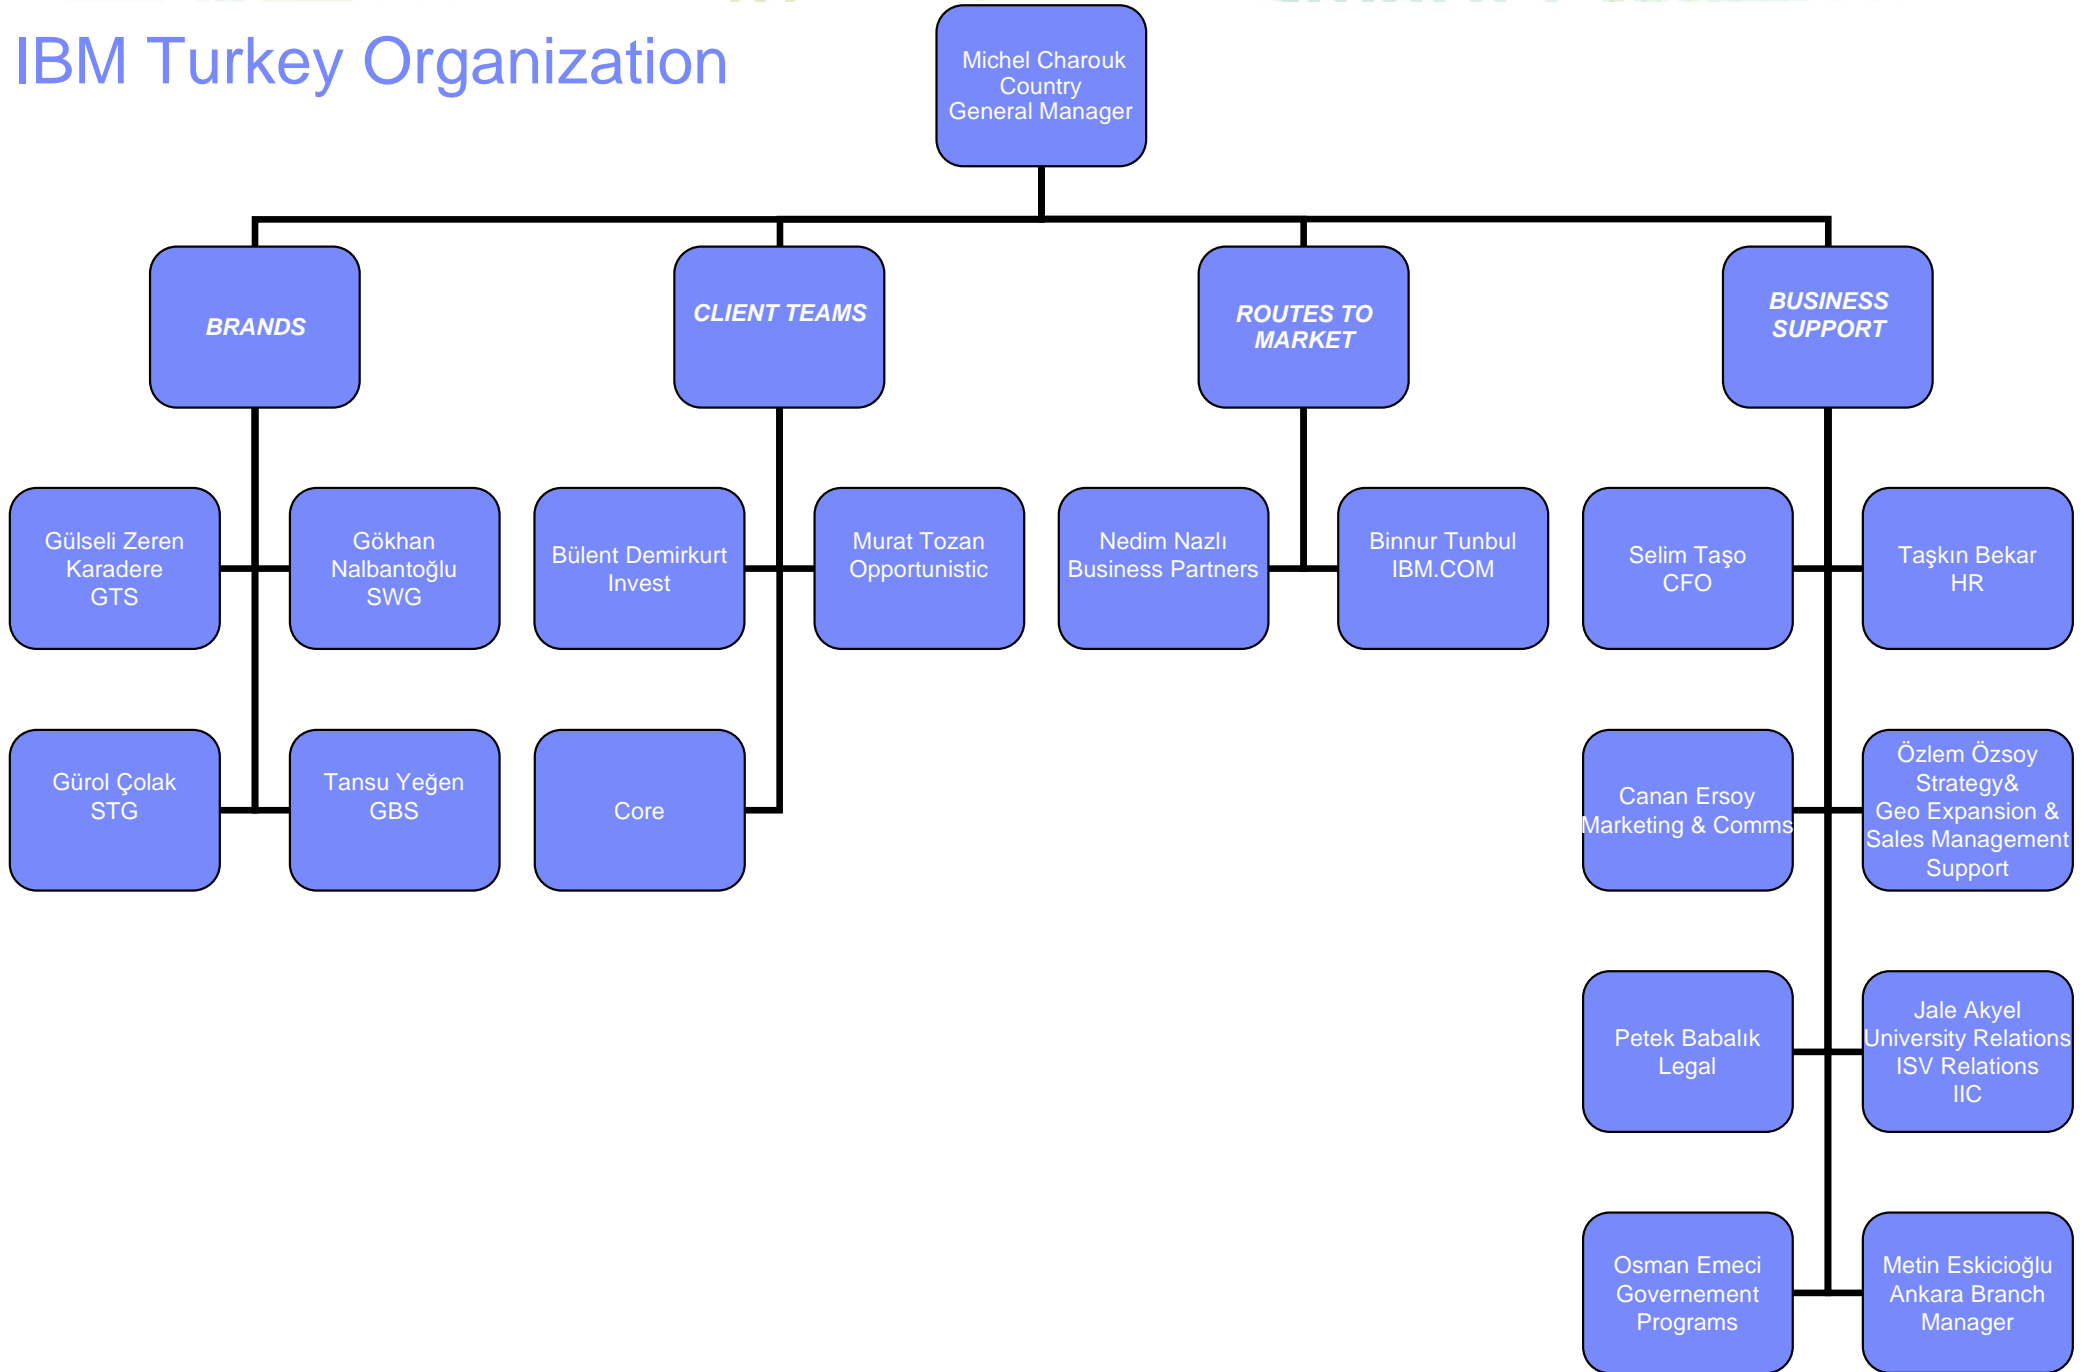 IBM Turkey Organization
Michel Charouk
Country
General Manager
BRANDS
CLIENT TEAMS
ROUTES TO
MARKET
BUSINESS
SUPPORT
Gülseli Zeren
Karadere
GTS
Gökhan
Nalbantoğlu
SWG
Bülent Demirkurt
Invest
Murat Tozan
Opportunistic
Nedim Nazlı
Business Partners
Binnur Tunbul
IBM.COM
Selim Taşo
CFO
Taşkın Bekar
HR
Gürol Çolak
STG
Tansu Yeğen
GBS
Core
Canan Ersoy
Marketing & Comms
Özlem Özsoy
Strategy&
Geo Expansion &
Sales Management
Support
Petek Babalık
Legal
Jale Akyel
University Relations
ISV Relations
IIC
Osman Emeci
Governement
Programs
Metin Eskicioğlu
Ankara Branch
Manager